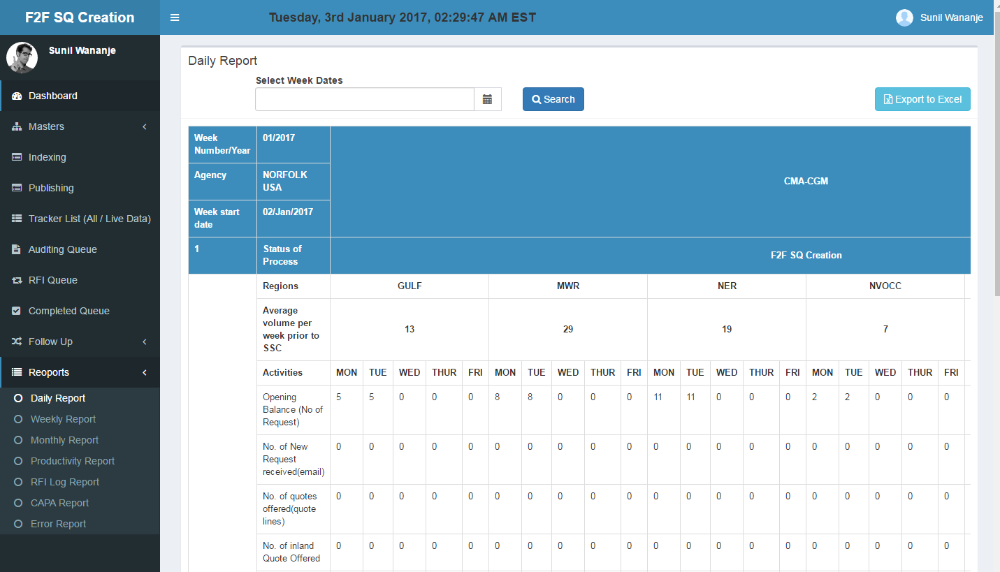 F2F SQ Creation
Tuesday, 3rd January 2017, 02:29:47 AM EST
Sunil Wananje
Sunil Wananje
Dashboard
Masters
Indexing
Publishing
Tracker List (All / Live Data)
Auditing Queue
RFI Queue
Completed Queue
Follow Up
Reoports
Daily Report
Weekly Report
Monthly Report
Productivity Report
RFI Log Report
CAPA Report
Error Report
Daily Report
Select Week Dates
Search
Export to Excel
Week
Number/Year
01/2017
Agency
NORFOLK
USA
CMA-CGM
Week start
date
02/Jan/2017
1
Status of
Process
F2F SQ Creation
Regions GULF MWR NER NVOCC
Average
volume per
week prior to
SSC
13 29 19 7
Activities MON TUE WED THUR FRI MON TUE WED THUR FRI MON TUE WED THUR FRI MON TUE WED THUR FRI
Opening
Balance (No of
Request)
5 5 0 0 0 8 8 0 0 0 11 11 0 0 0 2 2 0 0 0
No. of New
Request
received(email)
0 0 0 0 0 0 0 0 0 0 0 0 0 0 0 0 0 0 0 0
No. of quotes
offered(quote
lines)
0 0 0 0 0 0 0 0 0 0 0 0 0 0 0 0 0 0 0 0
No. of inland
Quote Offered
0 0 0 0 0 0 0 0 0 0 0 0 0 0 0 0 0 0 0 0